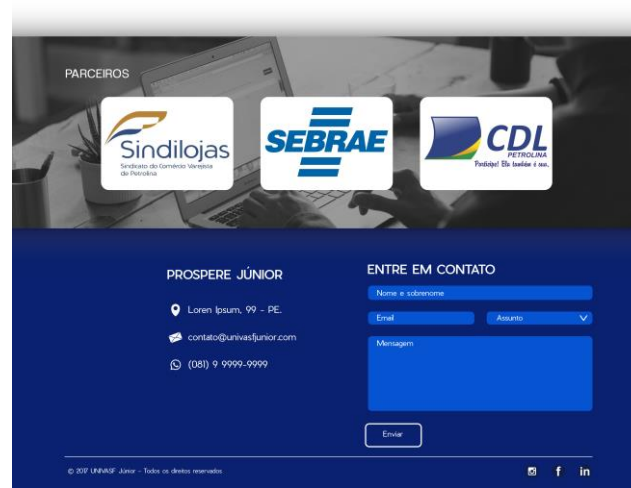 PARCEIROS
Sindilojas
Sindicato do Comércio Varejista
de Petrolina
SEBRAE
CDL
PETROLINA
Participe! Ela também é sua.
PROSPERE JÚNIOR
Loren Ipsum, 99 - PE.
contato@univasfjunior.com
(081) 9 9999-9999
ENTRE EM CONTATO
Nome e sobrenome
Email
Assunto
Mensagem
Enviar
© 2017 UNIVASF Júnior - Todos os direitos reservados
f
in